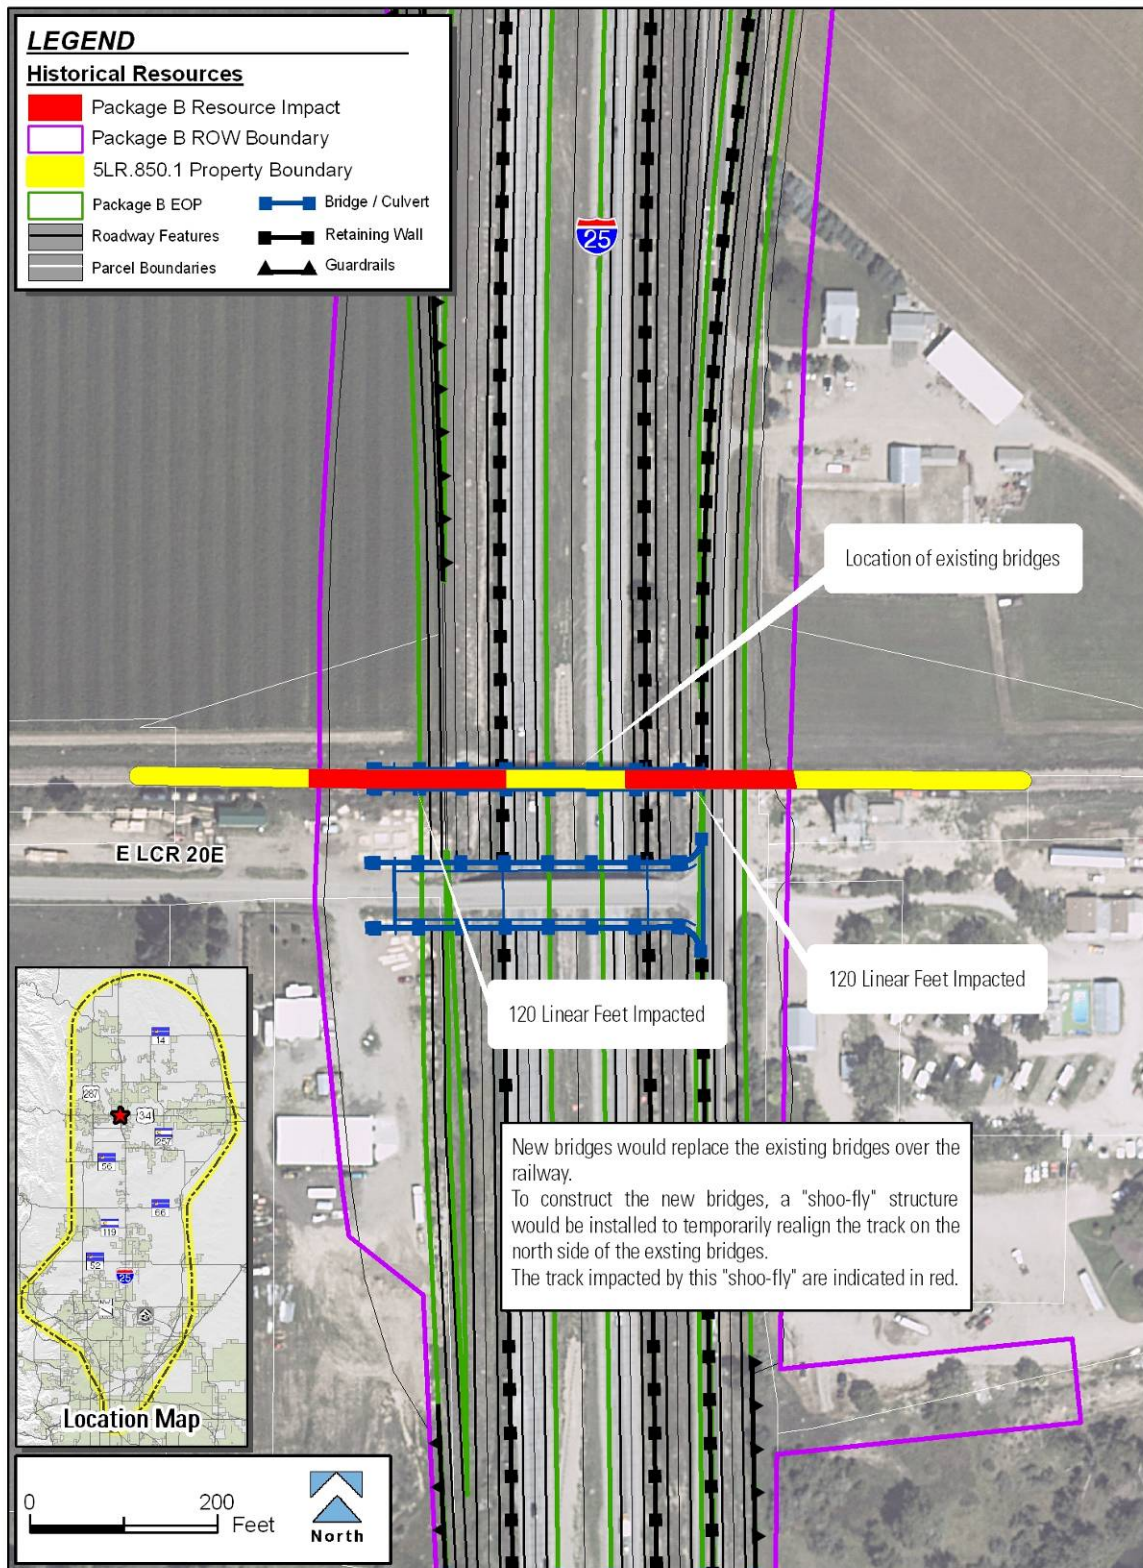 LEGEND
Historical Resources
Package B Resource Impact
Package B ROW Boundary
5LR.850.1 Property Boundary
Package B EOP
Bridge / Culvert
Roadway Features
Retaining Wall
Parcel Boundaries
Guardrails
25
Location of existing bridges
E LCR 20E
120 Linear Feet Impacted
120 Linear Feet Impacted
New bridges would replace the existing bridges over the
railway.
To construct the new bridges, a "shoo-fly" structure
would be installed to temporarily realign the track on the
north side of the exsting bridges.
The track impacted by this "shoo-fly" are indicated in red.
14
287
34
257
56
66
119
52
25
Location Map
0
200
Feet
North